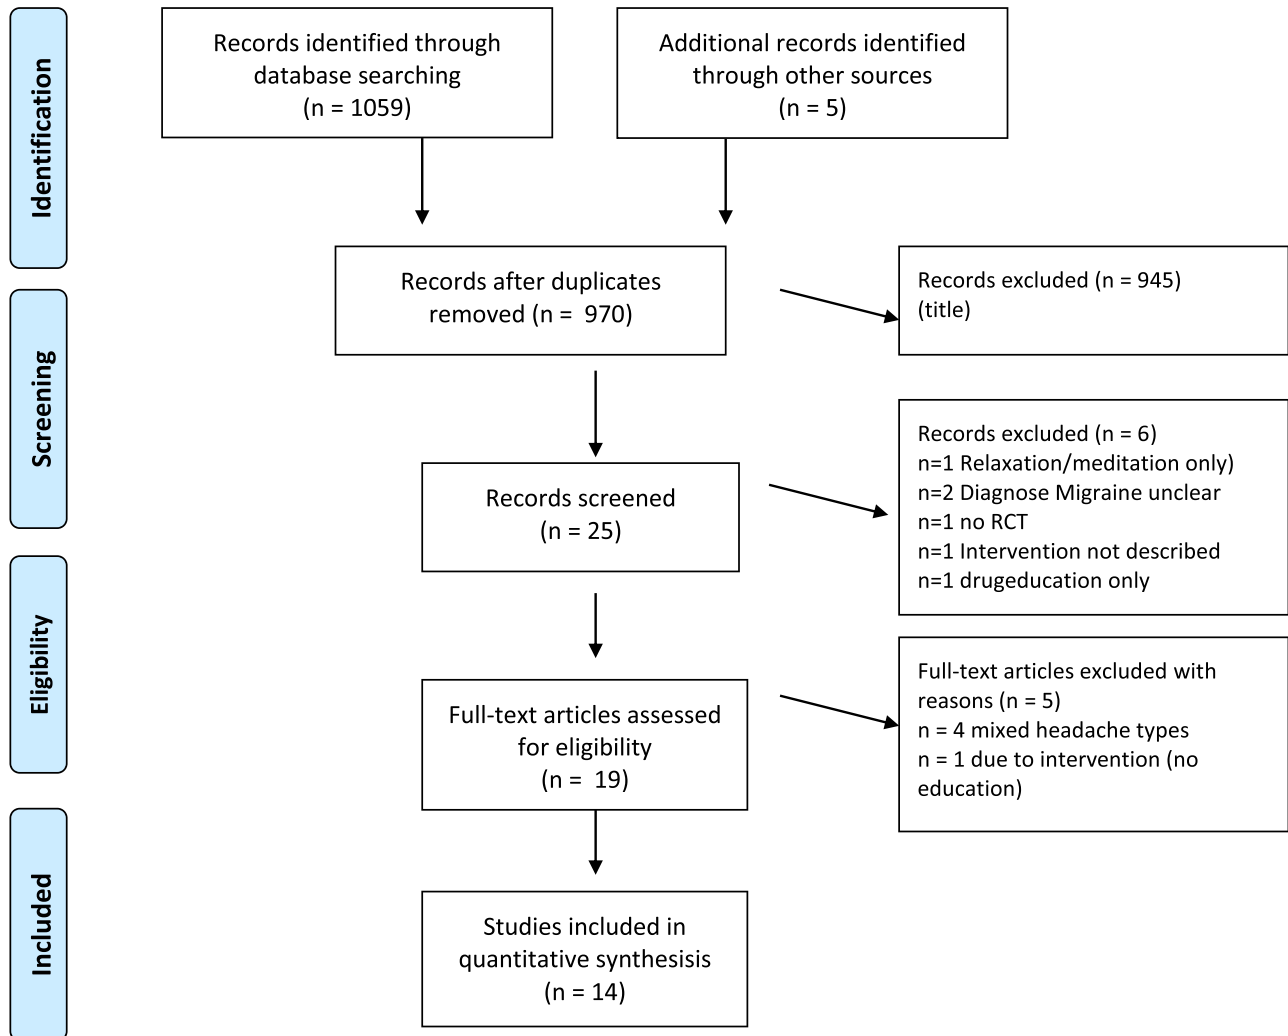 Identification
Records identified through
database searching
(n = 1059)
Additional records identified
through other sources
(n = 5)
Records after duplicates
removed (n =  970)
Records excluded (n = 945)
(title)
Screening
Records screened
(n = 25)
Records excluded (n = 6)
n=1 Relaxation/meditation only)
n=2 Diagnose Migraine unclear
n=1 no RCT
n=1 Intervention not described
n=1 drugeducation only
Eligibility
Full-text articles assessed
for eligibility
(n =  19)
Full-text articles excluded with
reasons (n = 5)
n = 4 mixed headache types
n = 1 due to intervention (no
education)
Included
Studies included in
quantitative synthesisis
(n = 14)